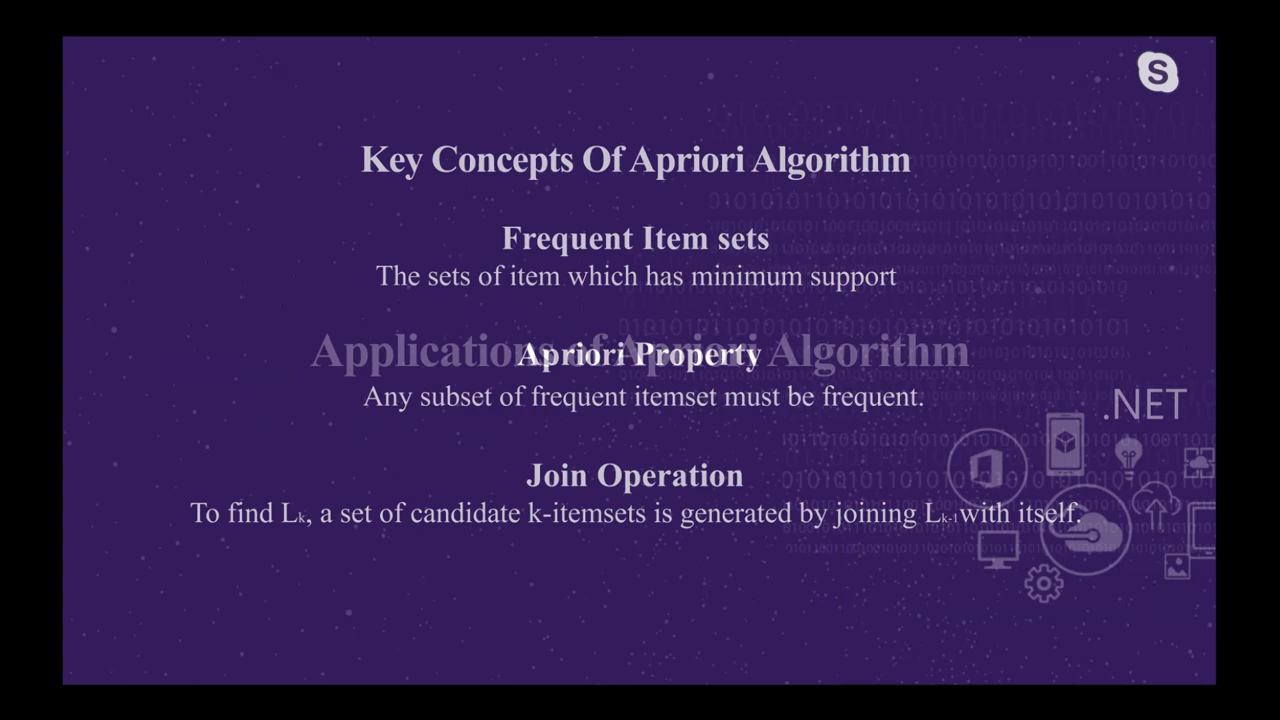 S
Key Concepts Of Apriori Algorithm
Frequent Item sets
The sets of item which has minimum support
Applications of Apriori Algorithm
Apriori Property
Any subset of frequent itemset must be frequent.
.NET
Join Operation
To find Lk, a set of candidate k-itemsets is generated by joining Lk-1with itself.